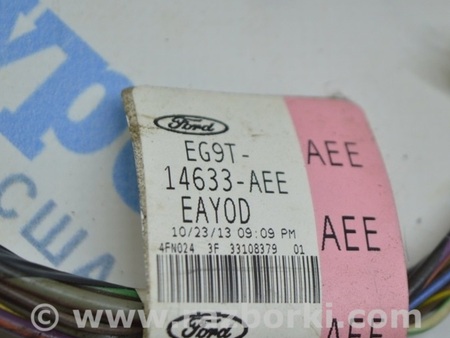 Ford
EG9T-
14633-AEE
EAYOD
10/23/13 09:09 PM
4FN024 3F 33108379 01
Ford
AEE
AEE
AEE
США
© www.razborki.com